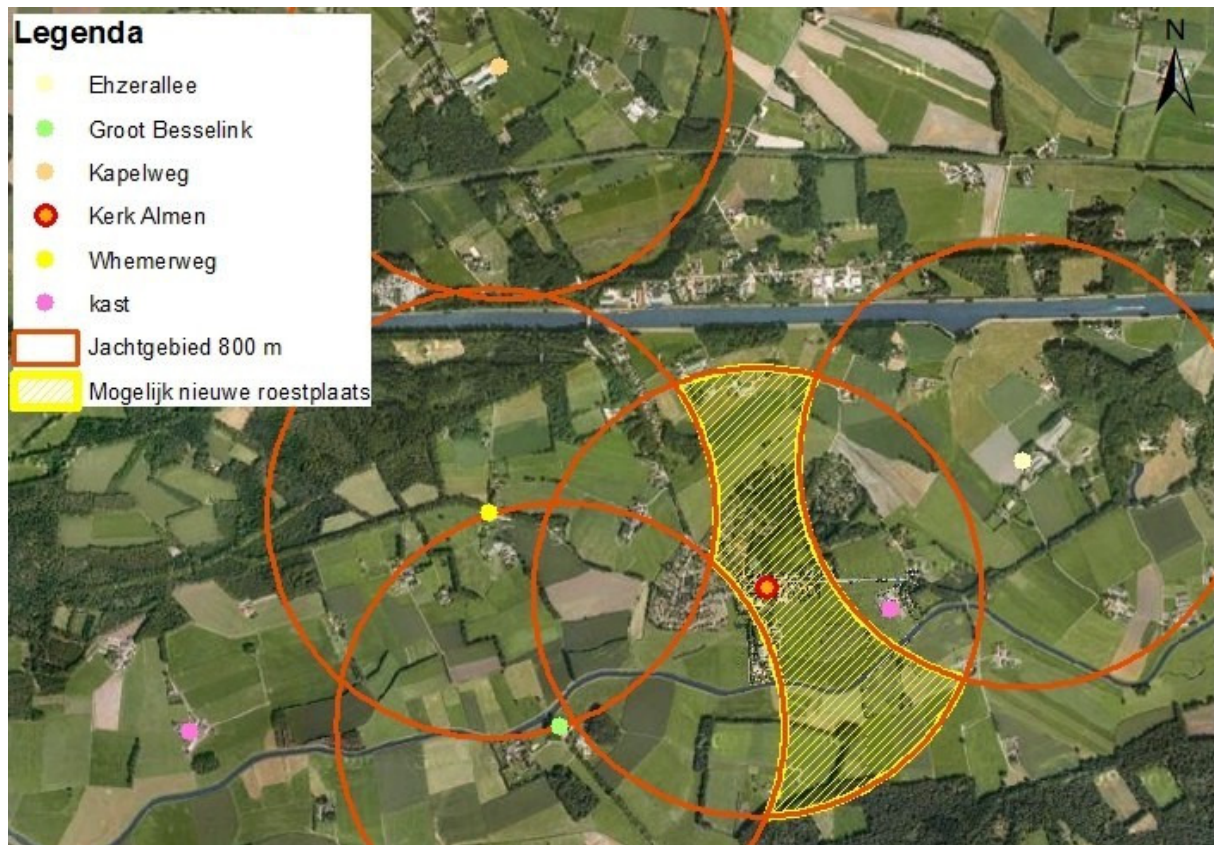 Legenda
Ehzerallee
Groot Besselink
Kapelweg
Kerk Almen
Whemerweg
kast
Jachtgebied 800 m
Mogelijk nieuwe roestplaats
N